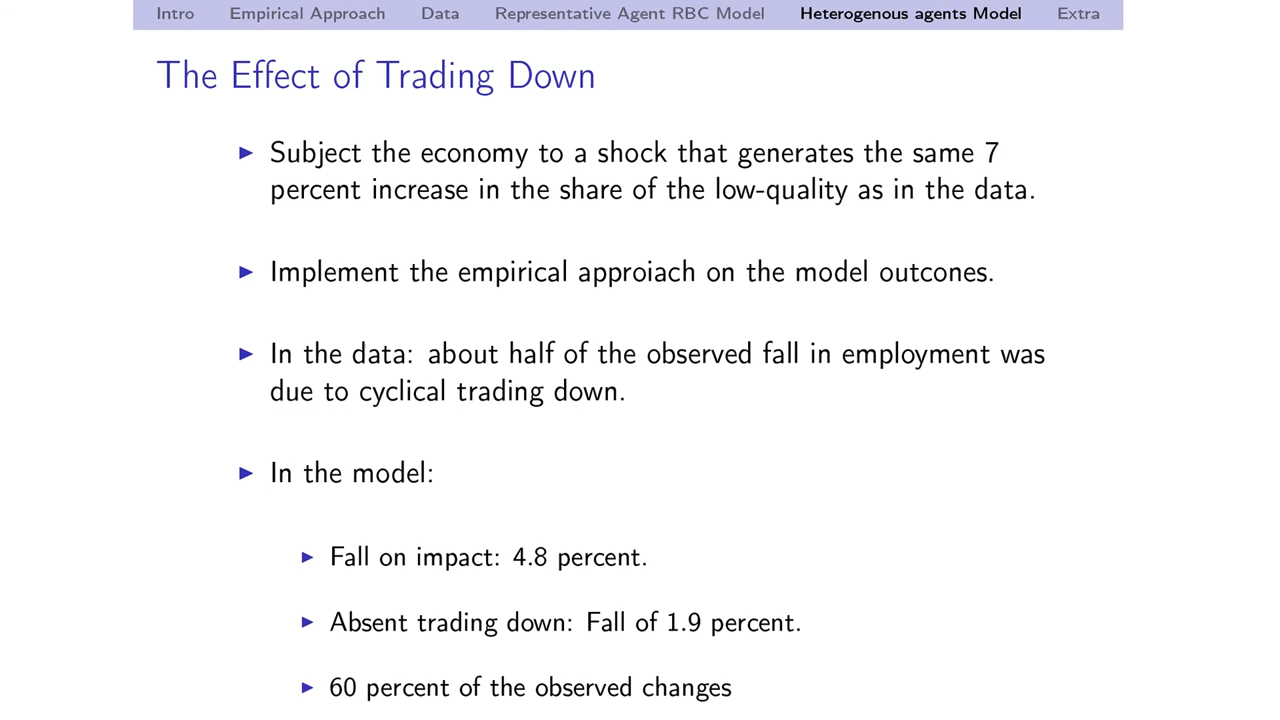 Intro Empirical Approach Data Representative Agent RBC Model Heterogenous agents Model Extra
The Effect of Trading Down
Subject the economy to a shock that generates the same 7
percent increase in the share of the low-quality as in the data.
Implement the empirical approiach on the model outcones.
In the data: about half of the observed fall in employment was
due to cyclical trading down.
In the model:
Fall on impact: 4.8 percent.
Absent trading down: Fall of 1.9 percent.
60 percent of the observed changes